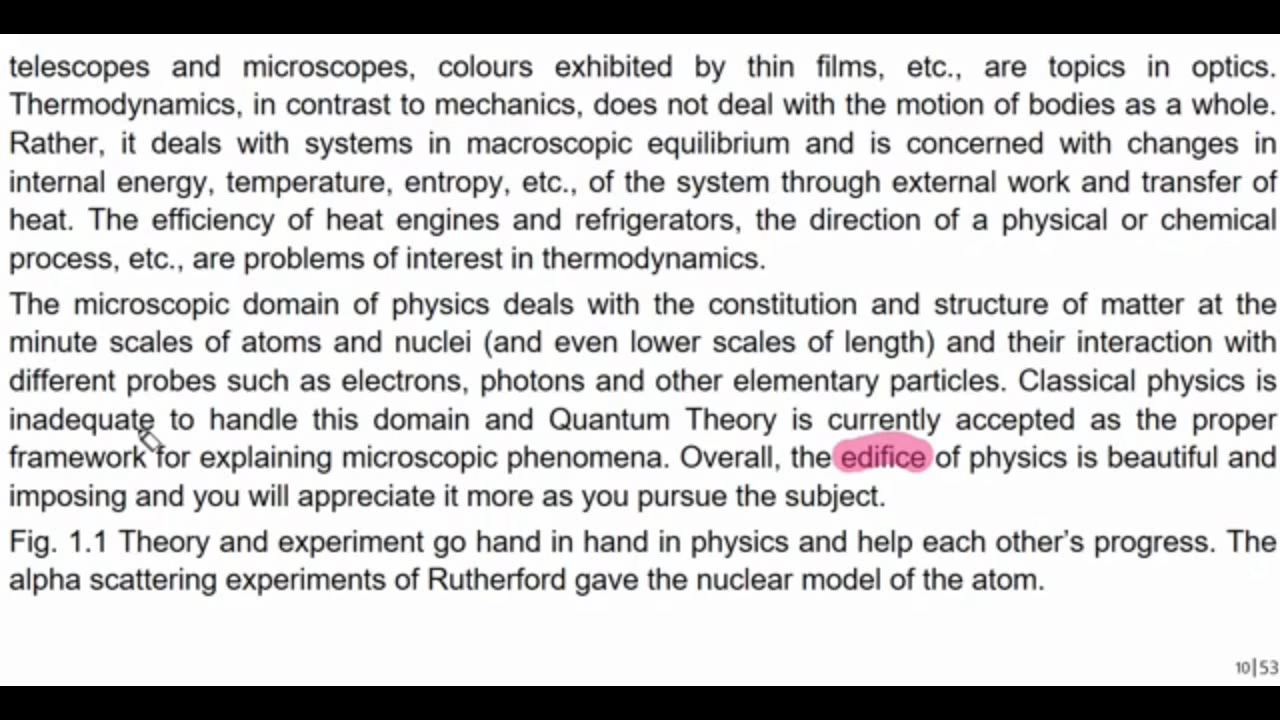 telescopes and microscopes, colours exhibited by thin films, etc., are topics in optics.
Thermodynamics, in contrast to mechanics, does not deal with the motion of bodies as a whole.
Rather, it deals with systems in macroscopic equilibrium and is concerned with changes in
internal energy, temperature, entropy, etc., of the system through external work and transfer of
heat. The efficiency of heat engines and refrigerators, the direction of a physical or chemical
process, etc., are problems of interest in thermodynamics.
The microscopic domain of physics deals with the constitution and structure of matter at the
minute scales of atoms and nuclei (and even lower scales of length) and their interaction with
different probes such as electrons, photons and other elementary particles. Classical physics is
inadequate to handle this domain and Quantum Theory is currently accepted as the proper
framework for explaining microscopic phenomena. Overall, the edifice of physics is beautiful and
imposing and you will appreciate it more as you pursue the subject.
Fig. 1.1 Theory and experiment go hand in hand in physics and help each other’s progress. The
alpha scattering experiments of Rutherford gave the nuclear model of the atom.
10|53